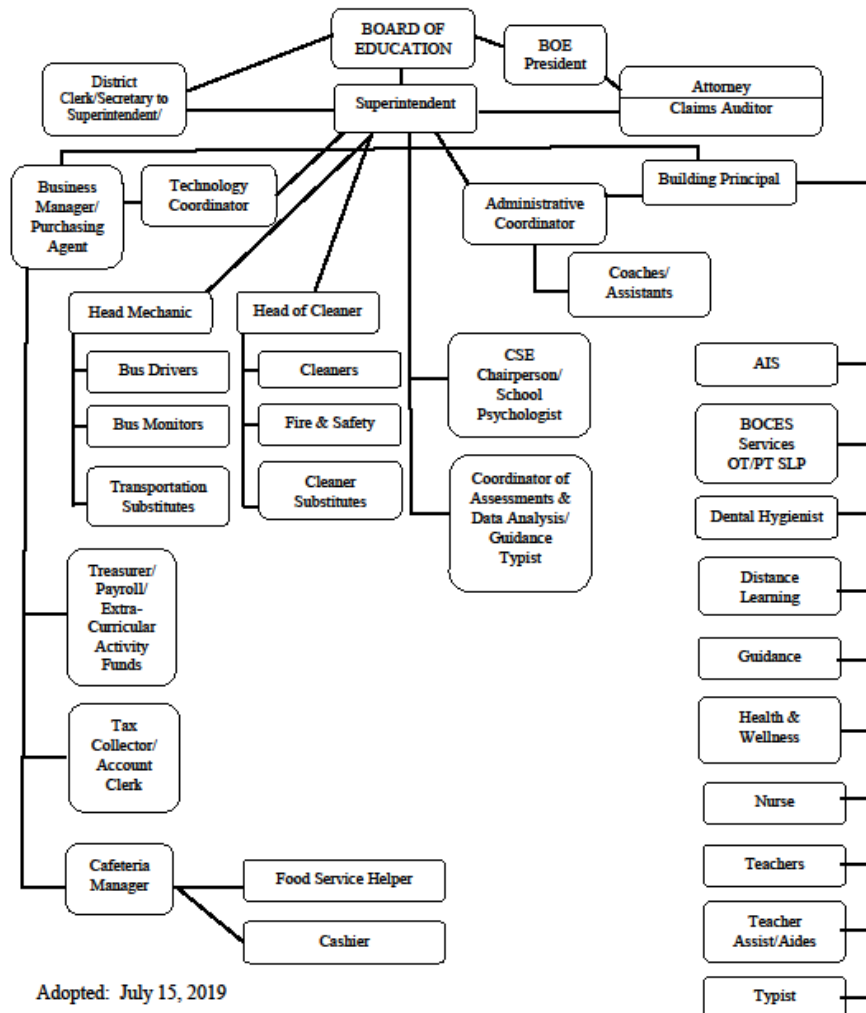 BOARD OF
EDUCATION
BOE
President
District
Clerk/Secretary to
Superintendent/
Superintendent
Attorney
Claims Auditor
Business
Manager/
Purchasing
Agent
Technology
Coordinator
Administrative
Coordinator
Building Principal
Coaches/
Assistants
Head Mechanic
Head of Cleaner
Bus Drivers
Cleaners
CSE
Chairperson/
School
Psychologist
AIS
Bus Monitors
Fire & Safety
BOCES
Services
OT/PT SLP
Transportation
Substitutes
Cleaner
Substitutes
Coordinator of
Assessments &
Data Analysis/
Guidance
Typist
Dental Hygienist
Treasurer/
Payroll/
Extra-
Curricular
Activity
Funds
Distance
Learning
Guidance
Tax
Collector/
Account
Clerk
Health &
Wellness
Nurse
Cafeteria
Manager
Food Service Helper
Teachers
Cashier
Teacher
Assist/Aides
Typist
Adopted: July 15, 2019